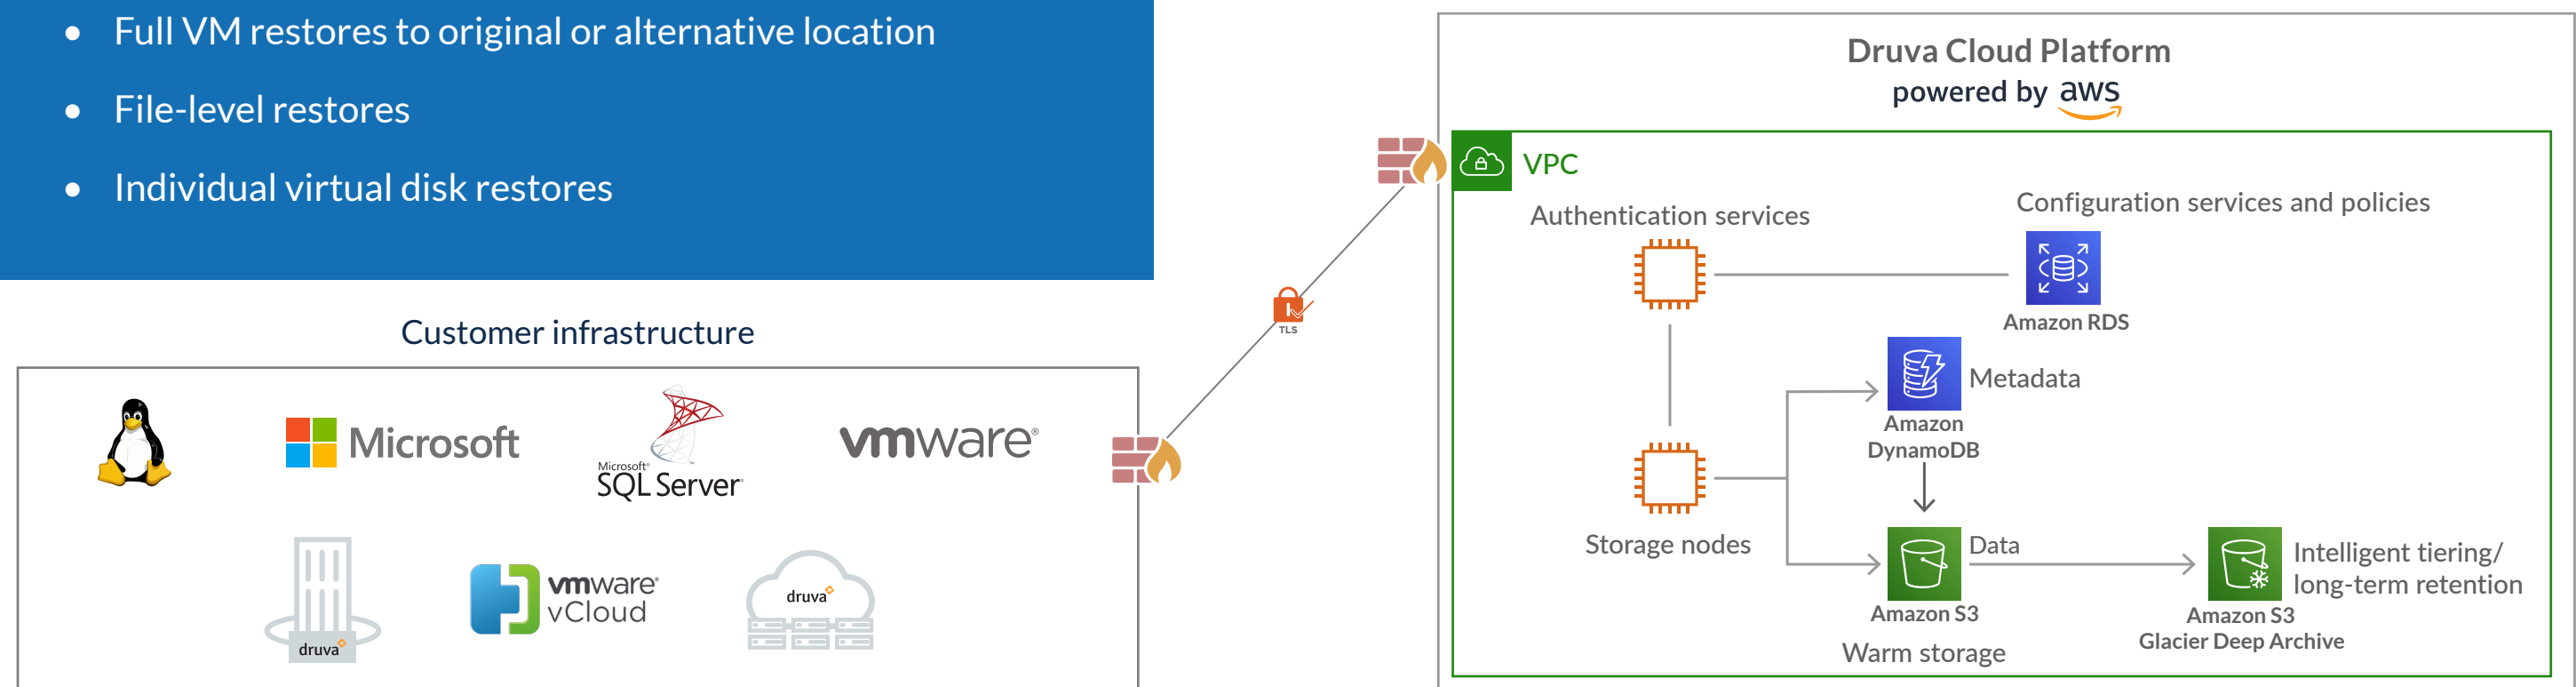 • Full VM restores to original or alternative location
• File-level restores
• Individual virtual disk restores
Customer infrastructure
Microsoft
Microsoft®
SQL Server®
vmware®
druva
vmware®
vCloud
druva
TLS
Druva Cloud Platform
powered by aws
VPC
Authentication services
Configuration services and policies
Amazon RDS
Metadata
Amazon
DynamoDB
Storage nodes
Data
Amazon S3
Warm storage
Intelligent tiering/
long-term retention
Amazon S3
Glacier Deep Archive